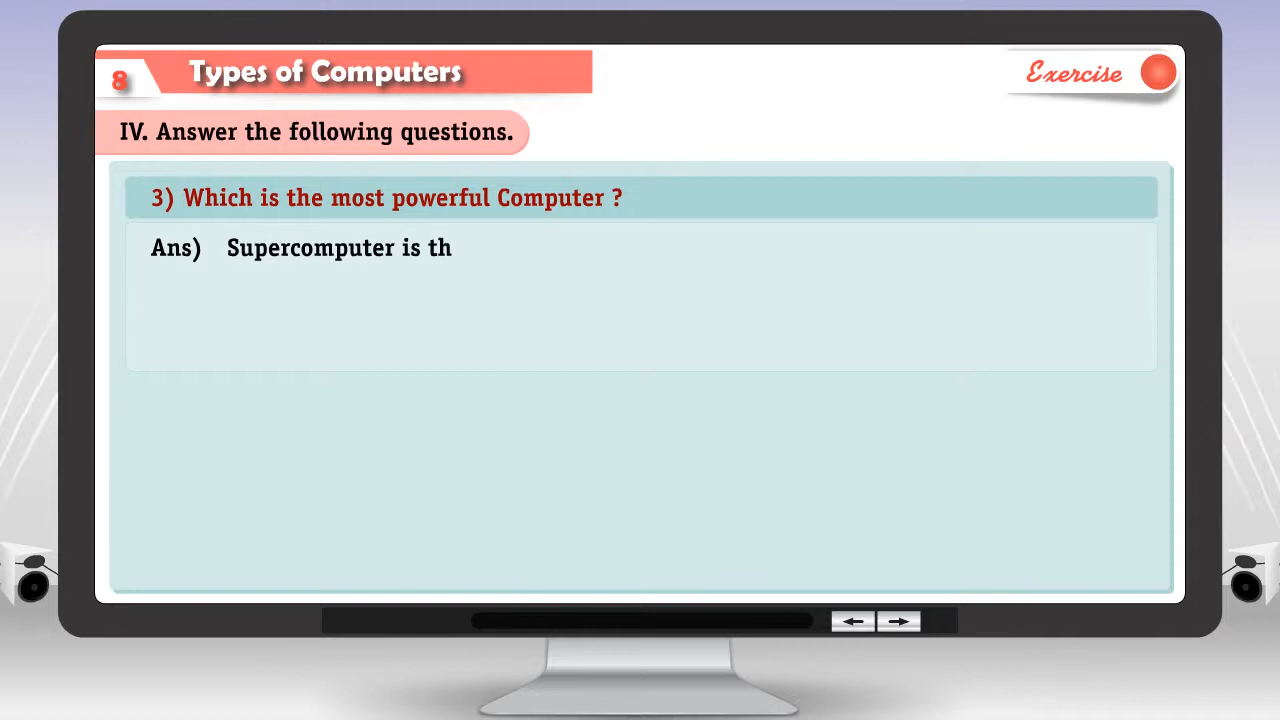 8
Types of Computers
Exercise
IV. Answer the following questions.
3) Which is the most powerful Computer ?
Ans) Supercomputer is th